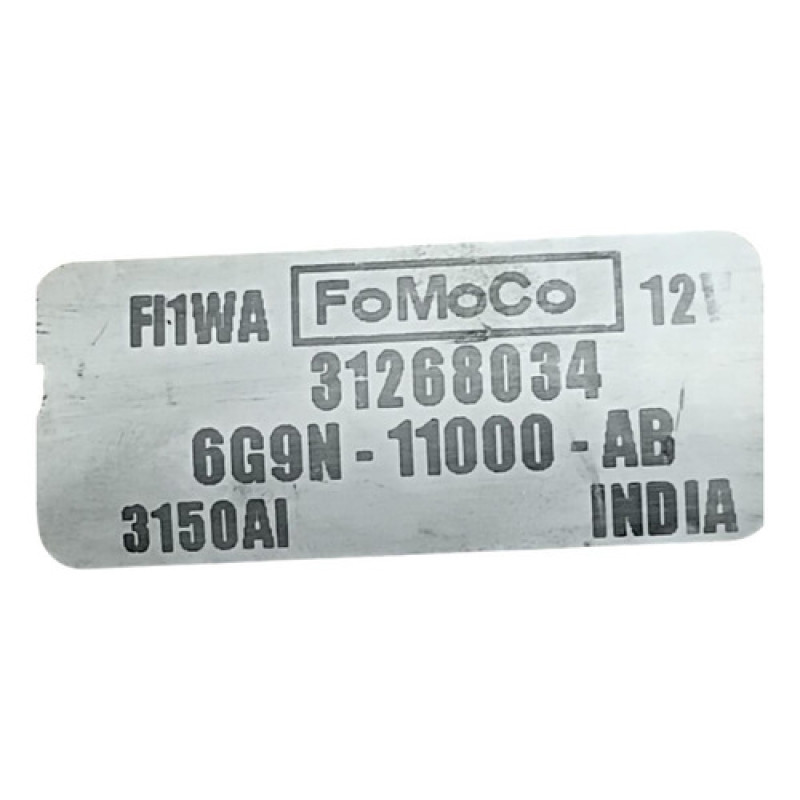 FI1WA FoMoCo 12V
31268034
6G9N-11000-AB
3150AI INDIA